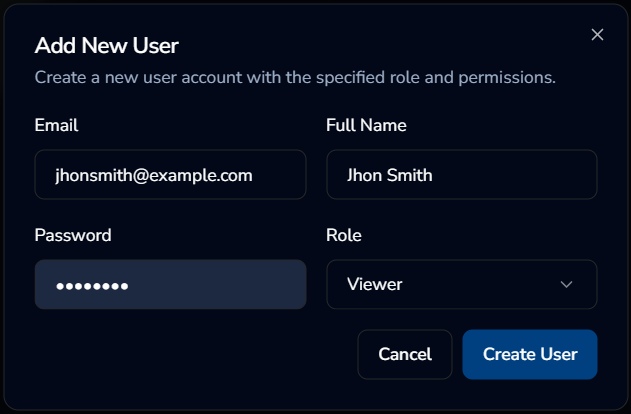 Add New User
Create a new user account with the specified role and permissions.
Email
Full Name
jhonsmith@example.com
Jhon Smith
Password
Role
••••••••
Viewer
Cancel
Create User